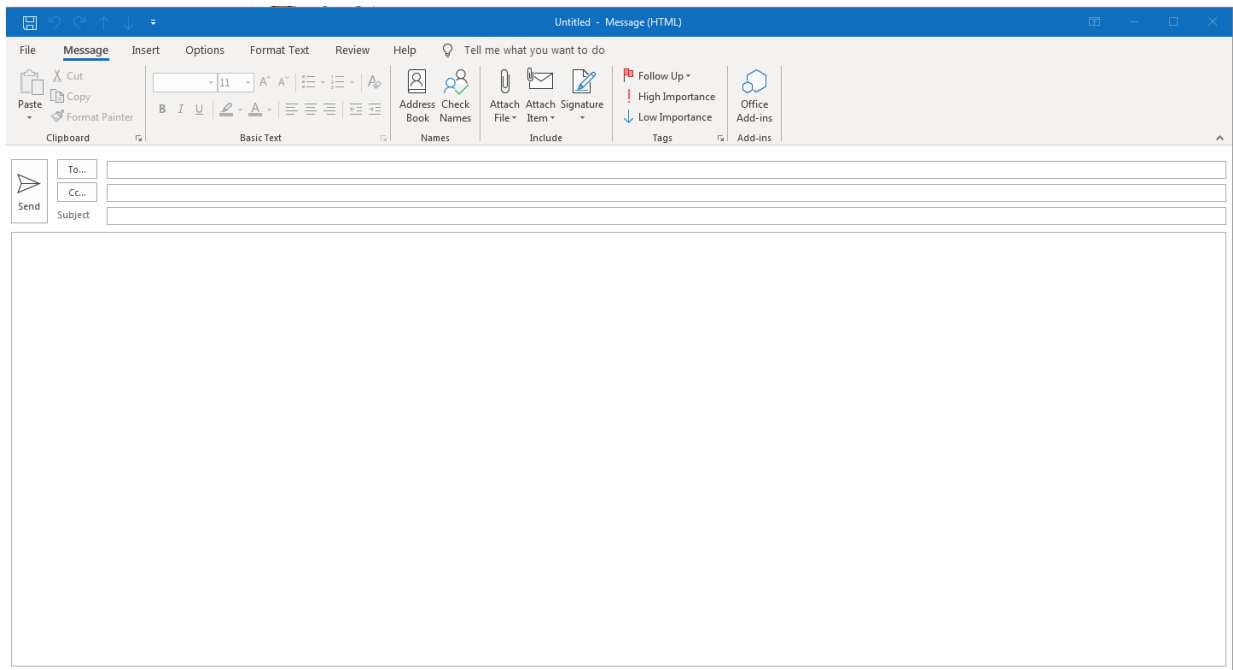 Untitled - Message (HTML)
File Message Insert Options Format Text Review Help Tell me what you want to do
Paste
Cut
Copy
Format Painter
Clipboard
11
B I U
Basic Text
Address Book
Check Names
Names
Attach File
Attach Item
Signature
Include
Follow Up
High Importance
Low Importance
Tags
Office Add-ins
Add-ins
Send
To...
Cc...
Subject